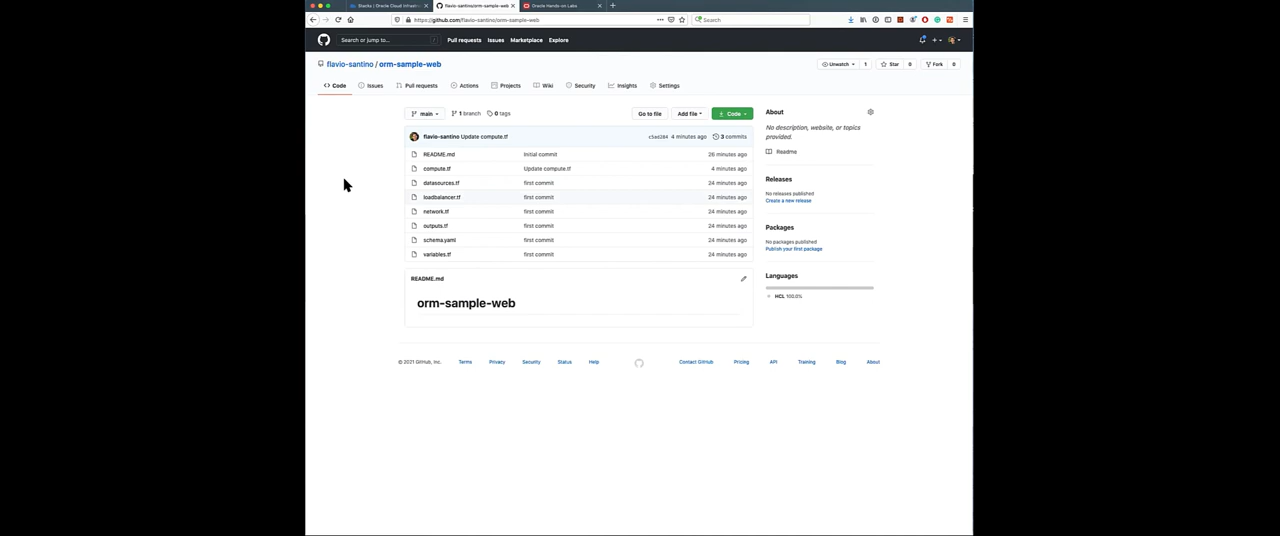 Stacks | Oracle Cloud Infrastr
flavio-santino/orm-sample-web
Oracle Hands-on Labs
https://github.com/flavio-santino/orm-sample-web
Search
Search or jump to...
Pull requests
Issues
Marketplace
Explore
flavio-santino / orm-sample-web
Unwatch 1
Star 0
Fork 0
Code
Issues
Pull requests
Actions
Projects
Wiki
Security
Insights
Settings
main
1 branch
0 tags
Go to file
Add file
Code
flavio-santino Update compute.tf
c5ad284 4 minutes ago
3 commits
README.md Initial commit 26 minutes ago
compute.tf Update compute.tf 4 minutes ago
datasources.tf first commit 24 minutes ago
loadbalancer.tf first commit 24 minutes ago
network.tf first commit 24 minutes ago
outputs.tf first commit 24 minutes ago
schema.yaml first commit 24 minutes ago
variables.tf first commit 24 minutes ago
README.md
orm-sample-web
About
No description, website, or topics
provided.
Readme
Releases
No releases published
Create a new release
Packages
No packages published
Publish your first package
Languages
HCL 100.0%
© 2021 GitHub, Inc.
Terms
Privacy
Security
Status
Help
Contact GitHub
Pricing
API
Training
Blog
About